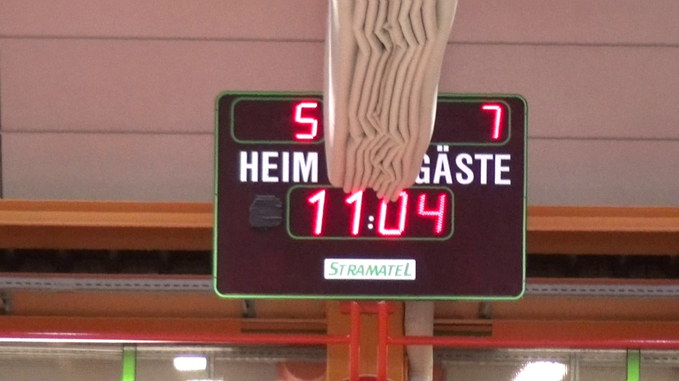 5 7
HEIM GÄSTE
11:04
STRAMATEL